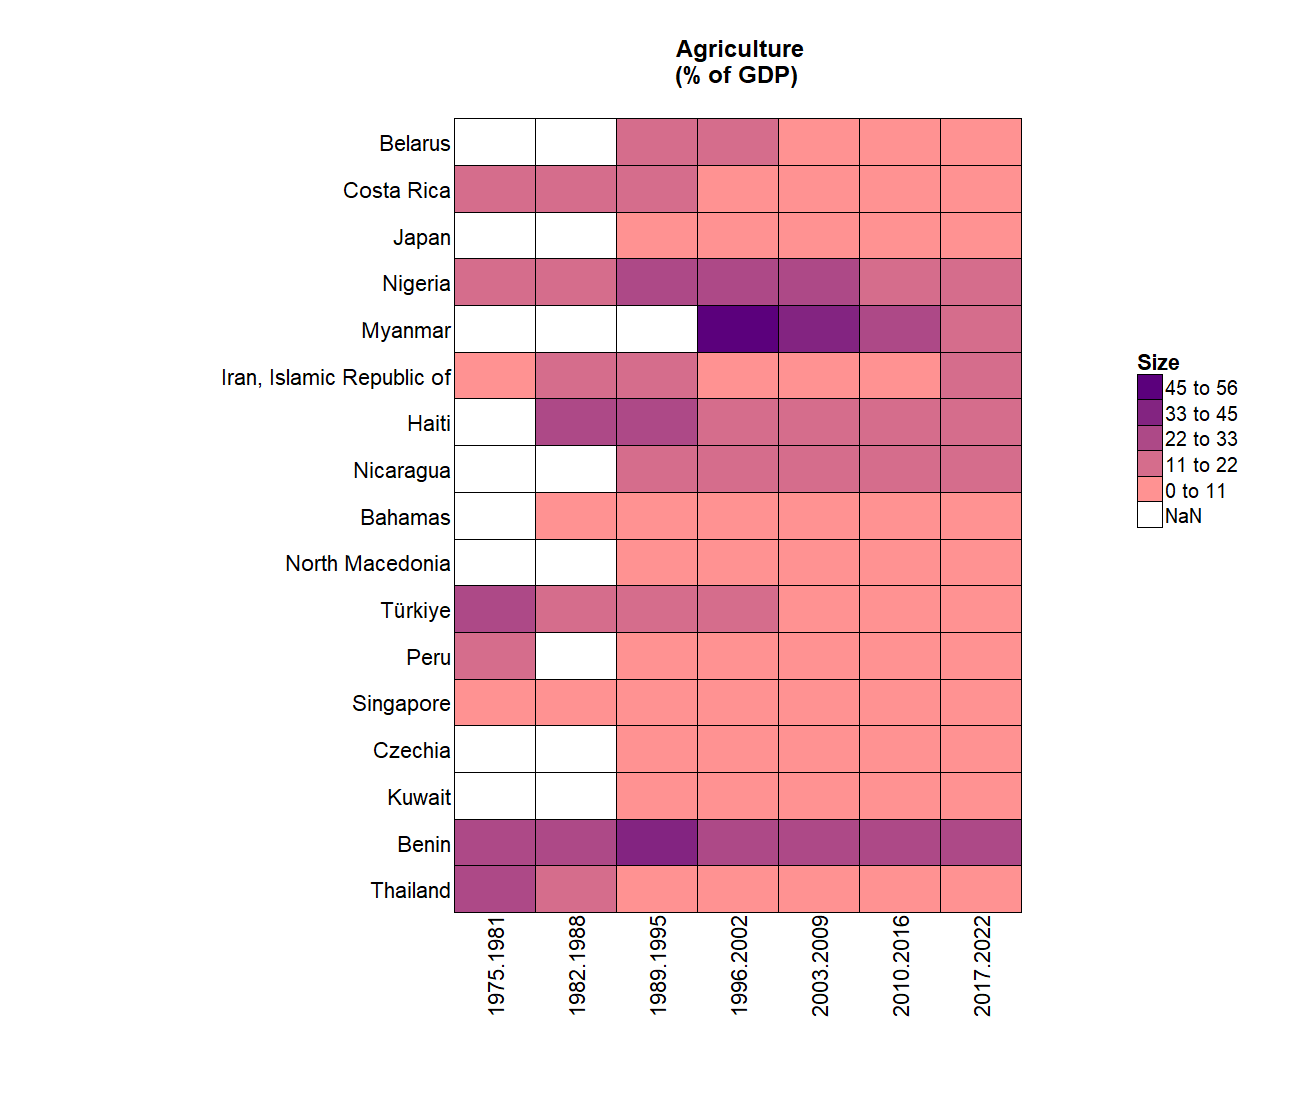 Agriculture
(% of GDP)
Belarus
Costa Rica
Japan
Nigeria
Myanmar
Iran, Islamic Republic of
Haiti
Nicaragua
Bahamas
North Macedonia
Türkiye
Peru
Singapore
Czechia
Kuwait
Benin
Thailand
1975.1981
1982.1988
1989.1995
1996.2002
2003.2009
2010.2016
2017.2022
Size
45 to 56
33 to 45
22 to 33
11 to 22
0 to 11
NaN